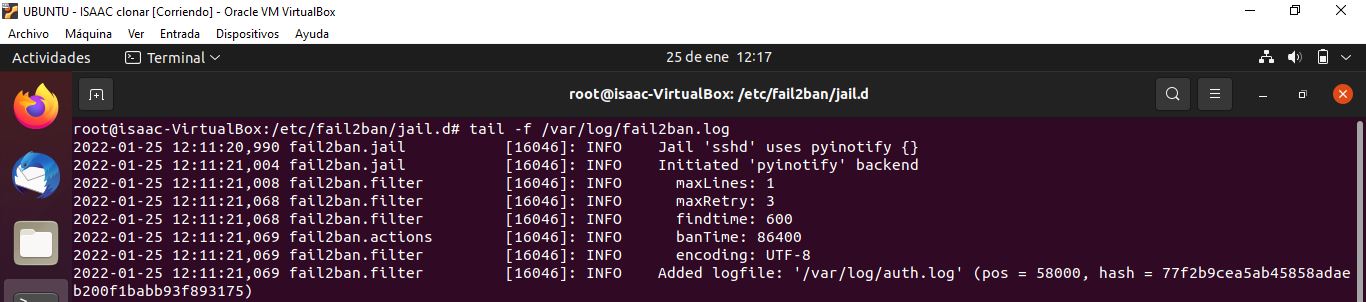 UBUNTU - ISAAC clonar [Corriendo] - Oracle VM VirtualBox
Archivo Máquina Ver Entrada Dispositivos Ayuda
Actividades Terminal 25 de ene 12:17
root@isaac-VirtualBox: /etc/fail2ban/jail.d
root@isaac-VirtualBox:/etc/fail2ban/jail.d# tail -f /var/log/fail2ban.log
2022-01-25 12:11:20,990 fail2ban.jail [16046]: INFO Jail 'sshd' uses pyinotify {}
2022-01-25 12:11:21,004 fail2ban.jail [16046]: INFO Initiated 'pyinotify' backend
2022-01-25 12:11:21,008 fail2ban.filter [16046]: INFO maxLines: 1
2022-01-25 12:11:21,068 fail2ban.filter [16046]: INFO maxRetry: 3
2022-01-25 12:11:21,068 fail2ban.filter [16046]: INFO findtime: 600
2022-01-25 12:11:21,069 fail2ban.actions [16046]: INFO banTime: 86400
2022-01-25 12:11:21,069 fail2ban.filter [16046]: INFO encoding: UTF-8
2022-01-25 12:11:21,069 fail2ban.filter [16046]: INFO Added logfile: '/var/log/auth.log' (pos = 58000, hash = 77f2b9cea5ab45858adae
b200f1babb93f893175)